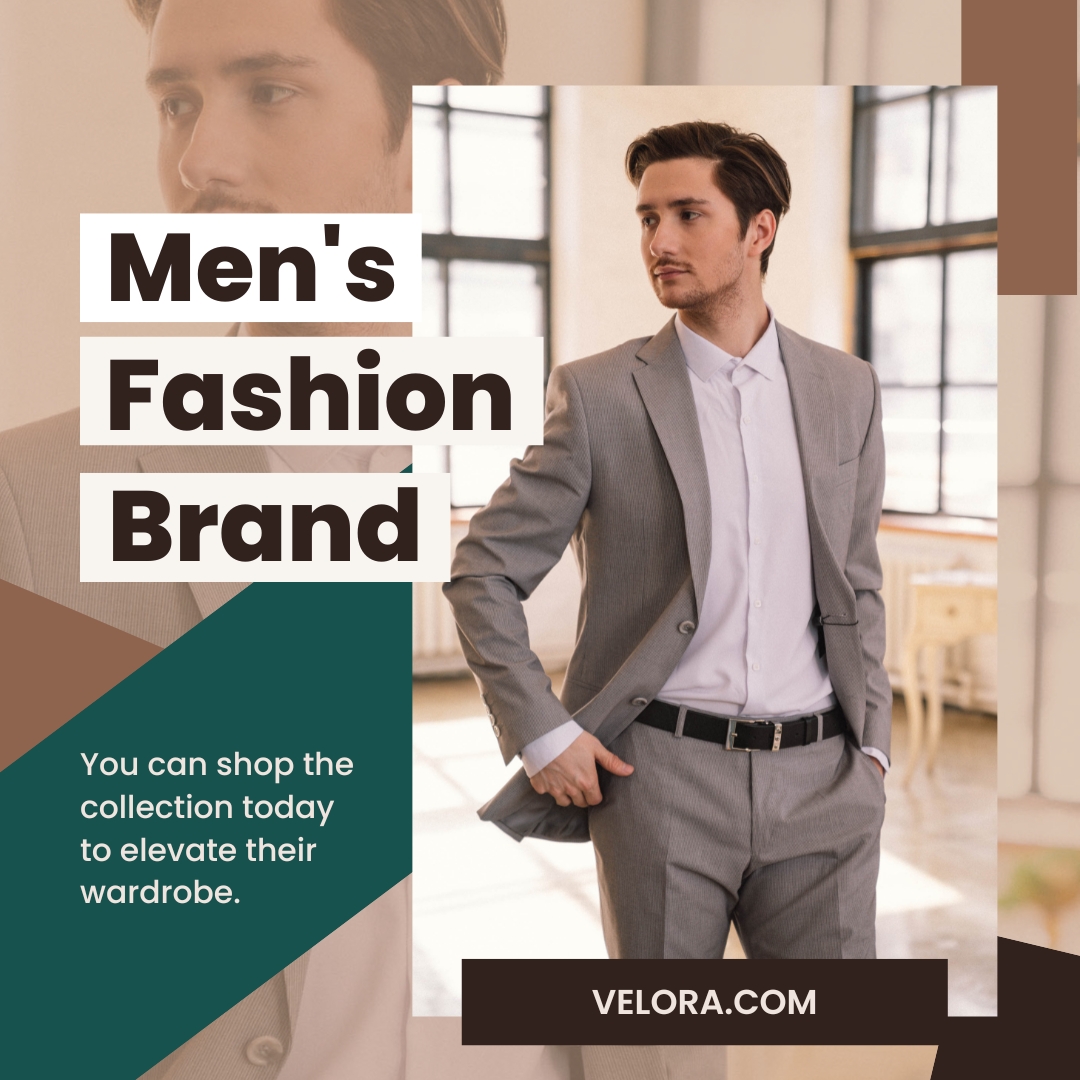 Men's
Fashion
Brand
You can shop the
collection today
to elevate their
wardrobe.
VELORA.COM